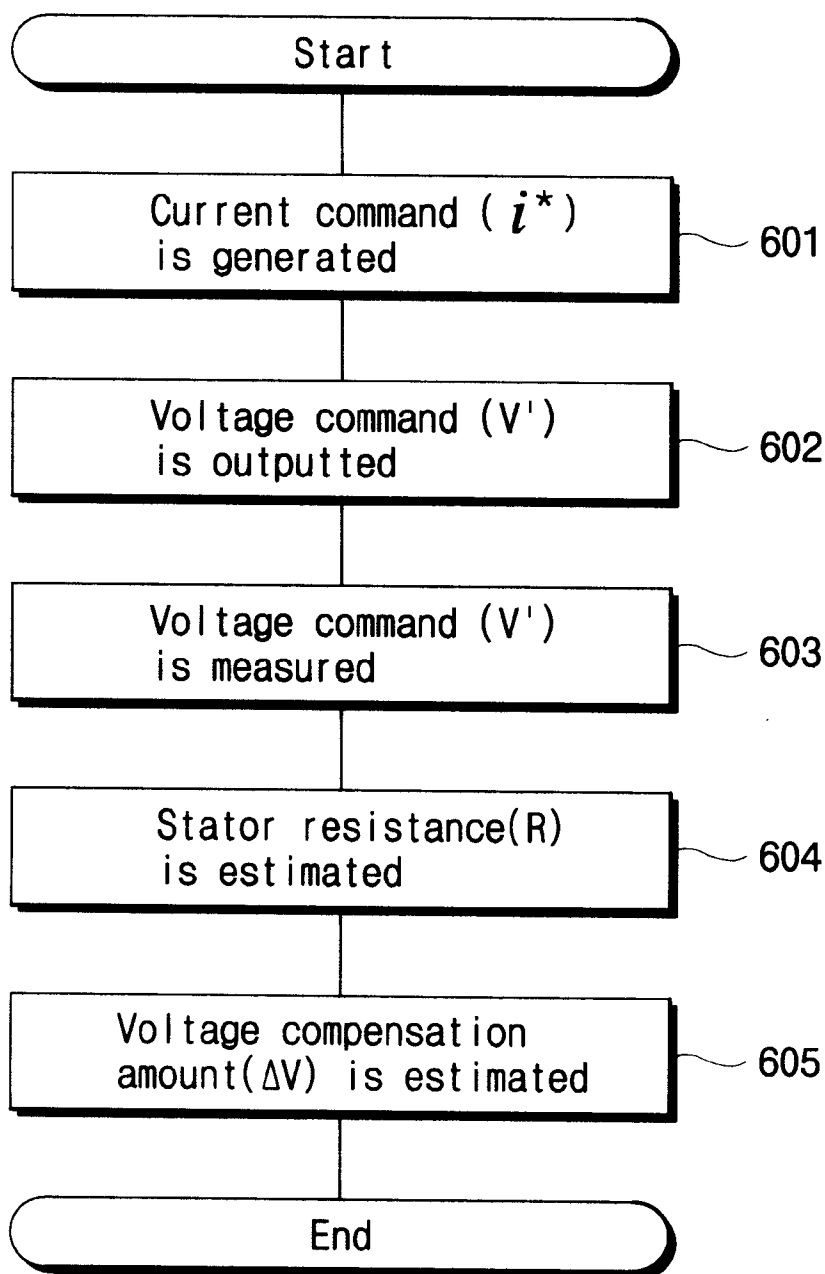 Start
Current command (i*)
is generated
601
Voltage command (V')
is outputted
602
Voltage command (V')
is measured
603
Stator resistance(R)
is estimated
604
Voltage compensation
amount(ΔV) is estimated
605
End